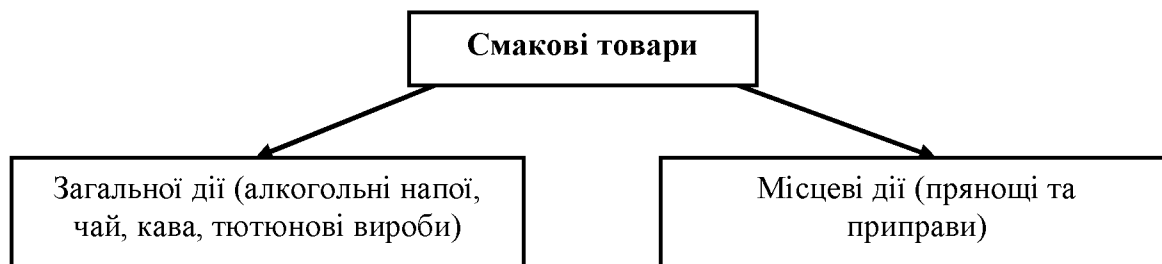 Смакові товари
Загальної дії (алкогольні напої,
чай, кава, тютюнові вироби)
Місцеві дії (прянощі та
приправи)